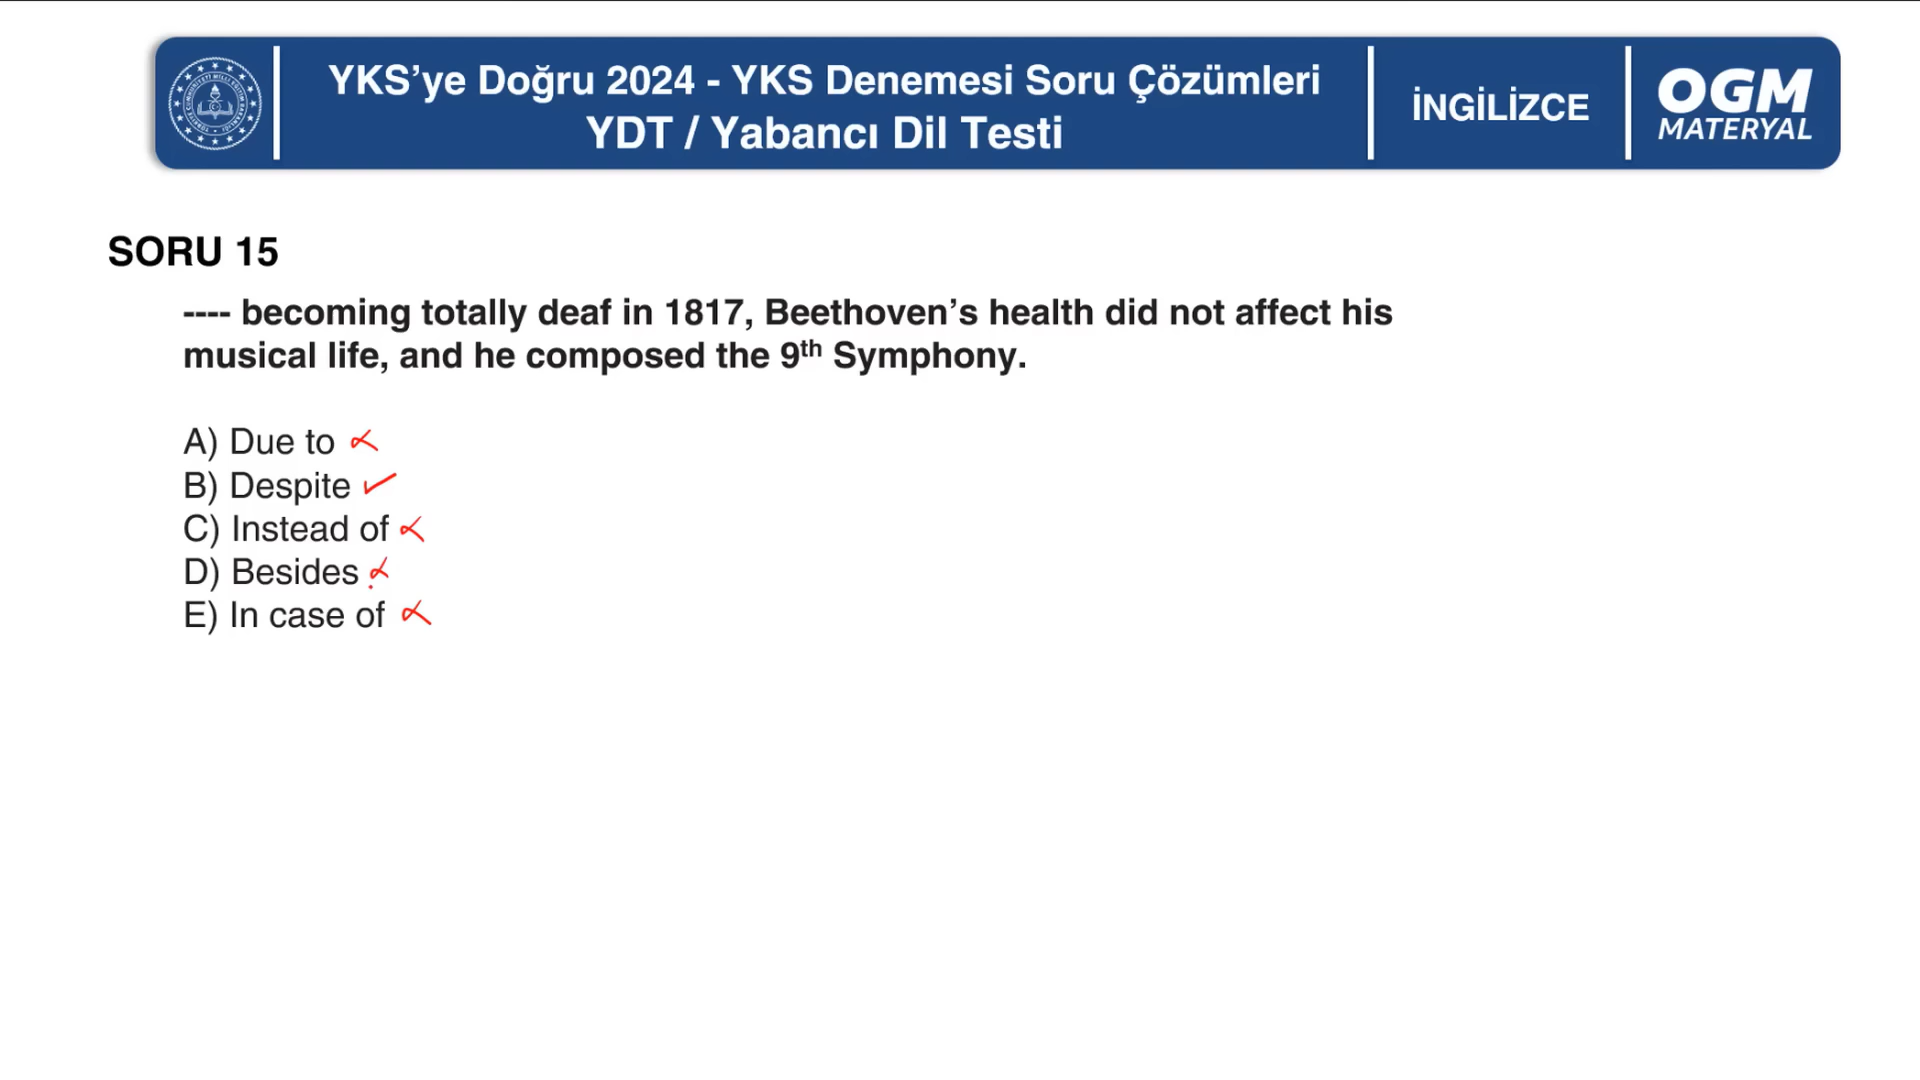 YKS’ye Doğru 2024 - YKS Denemesi Soru Çözümleri
YDT / Yabancı Dil Testi
İNGİLİZCE
OGM
MATERYAL
SORU 15
---- becoming totally deaf in 1817, Beethoven’s health did not affect his
musical life, and he composed the 9th Symphony.
A) Due to
B) Despite
C) Instead of
D) Besides
E) In case of